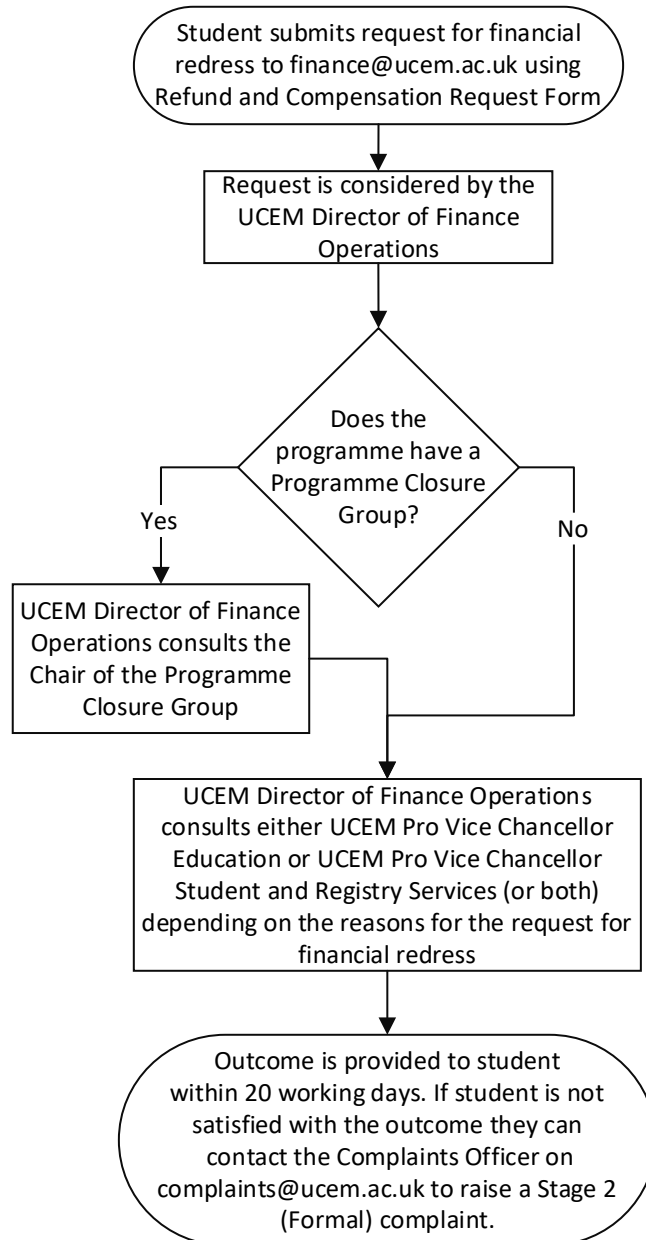 Student submits request for financial
redress to finance@ucem.ac.uk using
Refund and Compensation Request Form
Request is considered by the
UCEM Director of Finance
Operations
Does the
programme have a
Programme Closure
Group?
Yes
No
UCEM Director of Finance
Operations consults the
Chair of the Programme
Closure Group
UCEM Director of Finance Operations
consults either UCEM Pro Vice Chancellor
Education or UCEM Pro Vice Chancellor
Student and Registry Services (or both)
depending on the reasons for the request for
financial redress
Outcome is provided to student
within 20 working days. If student is not
satisfied with the outcome they can
contact the Complaints Officer on
complaints@ucem.ac.uk to raise a Stage 2
(Formal) complaint.